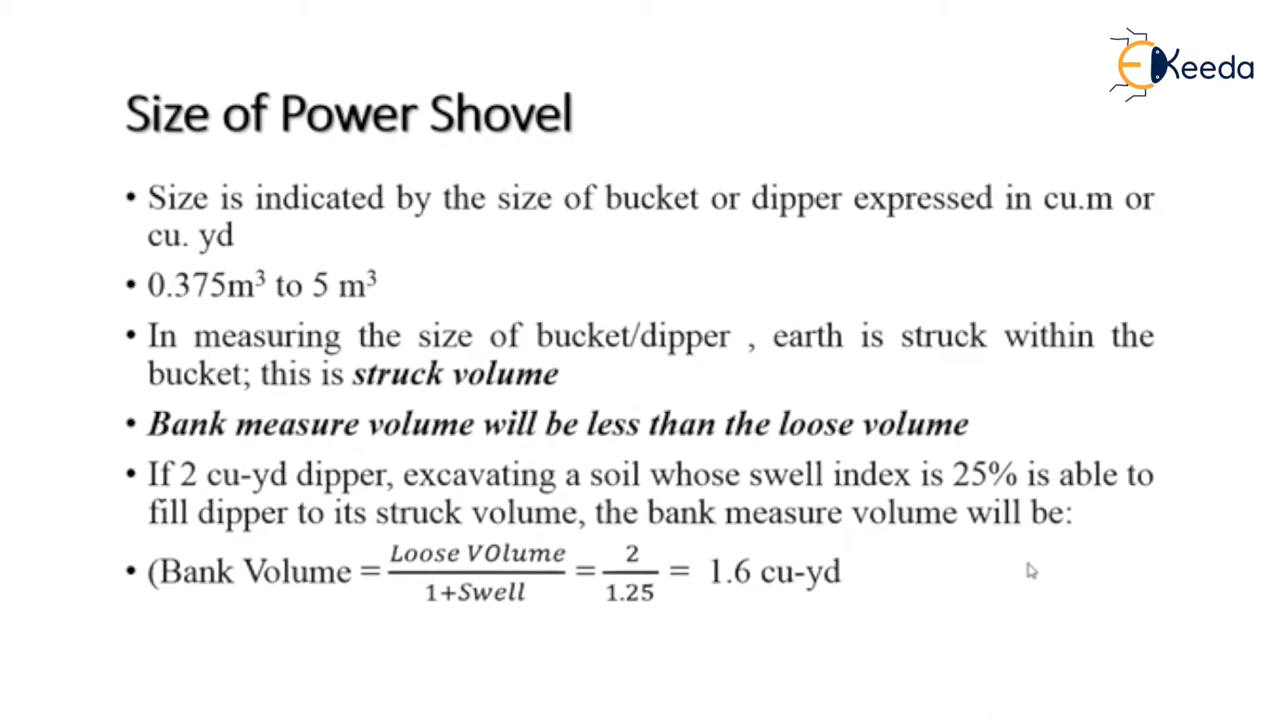 EKeeda
Size of Power Shovel
• Size is indicated by the size of bucket or dipper expressed in cu.m or
cu. yd
• 0.375m³ to 5 m³
• In measuring the size of bucket/dipper , earth is struck within the
bucket; this is struck volume
• Bank measure volume will be less than the loose volume
• If 2 cu-yd dipper, excavating a soil whose swell index is 25% is able to
fill dipper to its struck volume, the bank measure volume will be:
• (Bank Volume = Loose VOlume / 1+Swell = 2 / 1.25 = 1.6 cu-yd